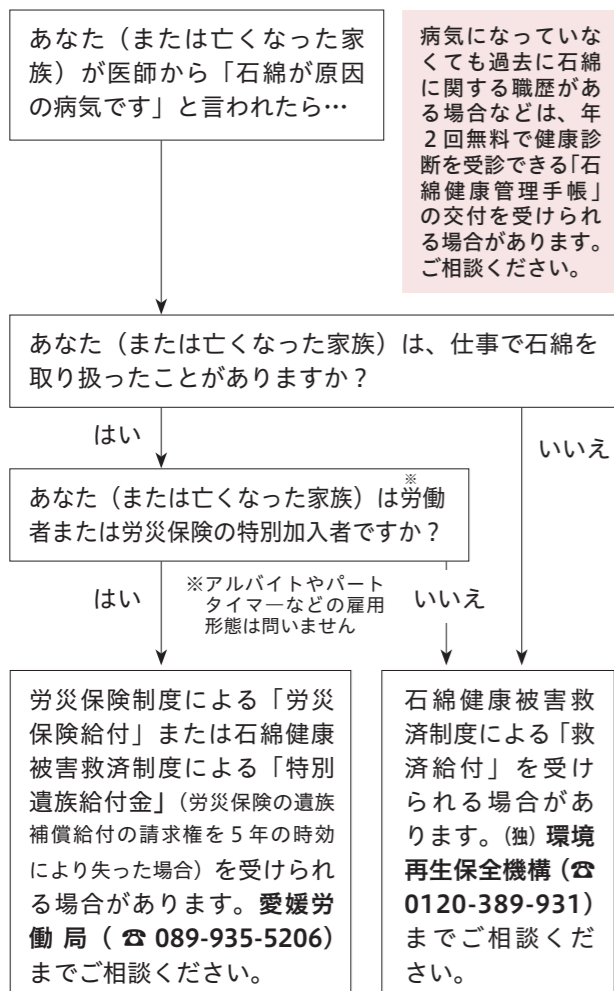 あなた（または亡くなった家
族）が医師から「石綿が原因
の病気です」と言われたら…
病気になっていな
くても過去に石綿
に関する職歴があ
る場合などは、年
２回無料で健康診
断を受診できる「石
綿健康管理手帳」
の交付を受けられ
る場合があります。
ご相談ください。
あなた（または亡くなった家族）は、仕事で石綿を
取り扱ったことがありますか？
はい
いいえ
※
あなた（または亡くなった家族）は労働
者または労災保険の特別加入者ですか？
はい
※アルバイトやパート
タイマーなどの雇用
形態は問いません
いいえ
労災保険制度による「労災
保険給付」または石綿健康
被害救済制度による「特別
遺族給付金」（労災保険の遺族
補償給付の請求権を５年の時効
により失った場合）を受けられ
る場合があります。愛媛労
働局（☎089-935-5206）
までご相談ください。
石綿健康被害救
済制度による「救
済給付」を受け
られる場合があ
ります。（独）環境
再生保全機構（☎
0120-389-931）
までご相談くだ
さい。